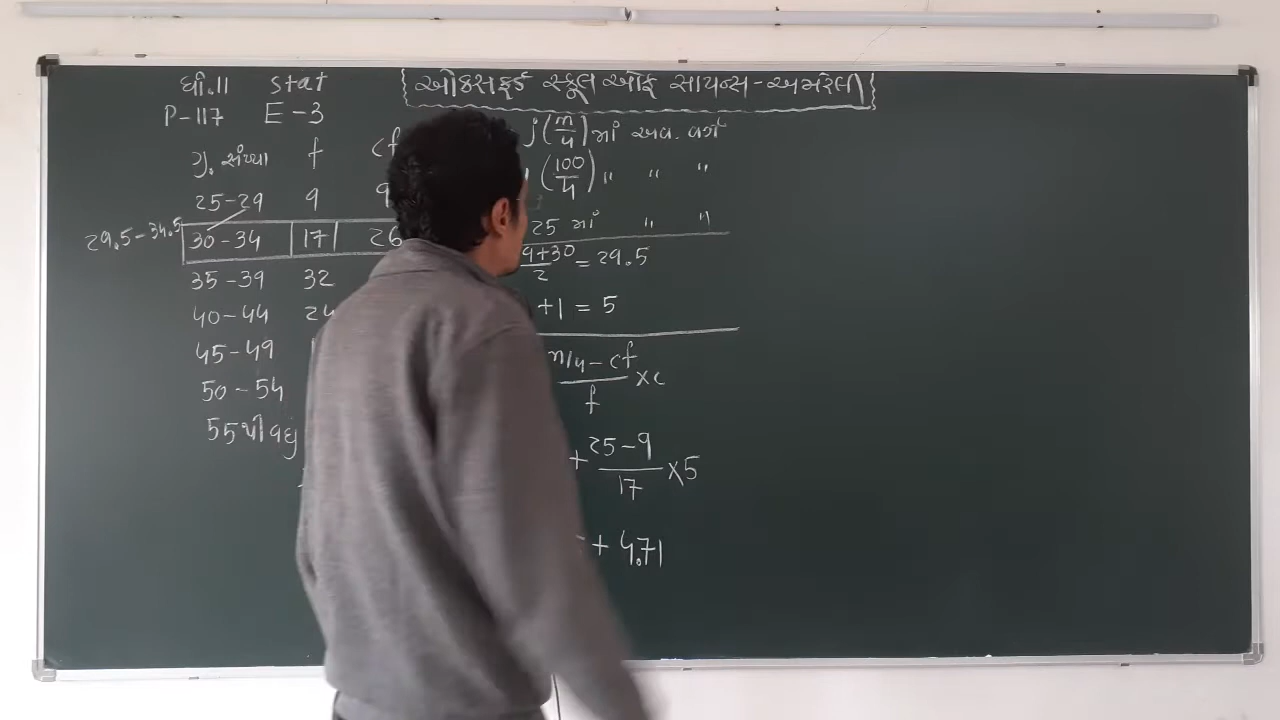 ધો.11 stat
{ઓક્સફર્ડ સ્કૂલ ઓફ સાયન્સ-અમરેલી}
P-117 E-3
ગુ. સંખ્યા f cf
25-29 9 9
29.5-34.5 30-34 17 26
35-39 32
40-44 24
45-49
50-54
55થી વધુ
(m/4) માં અવ. વર્ગ
(100/4) " " "
25 માં " "
9+30/2 = 29.5
+1 = 5
n/4-cf/f ×c
+ 25-9/17 ×5
+ 4.71